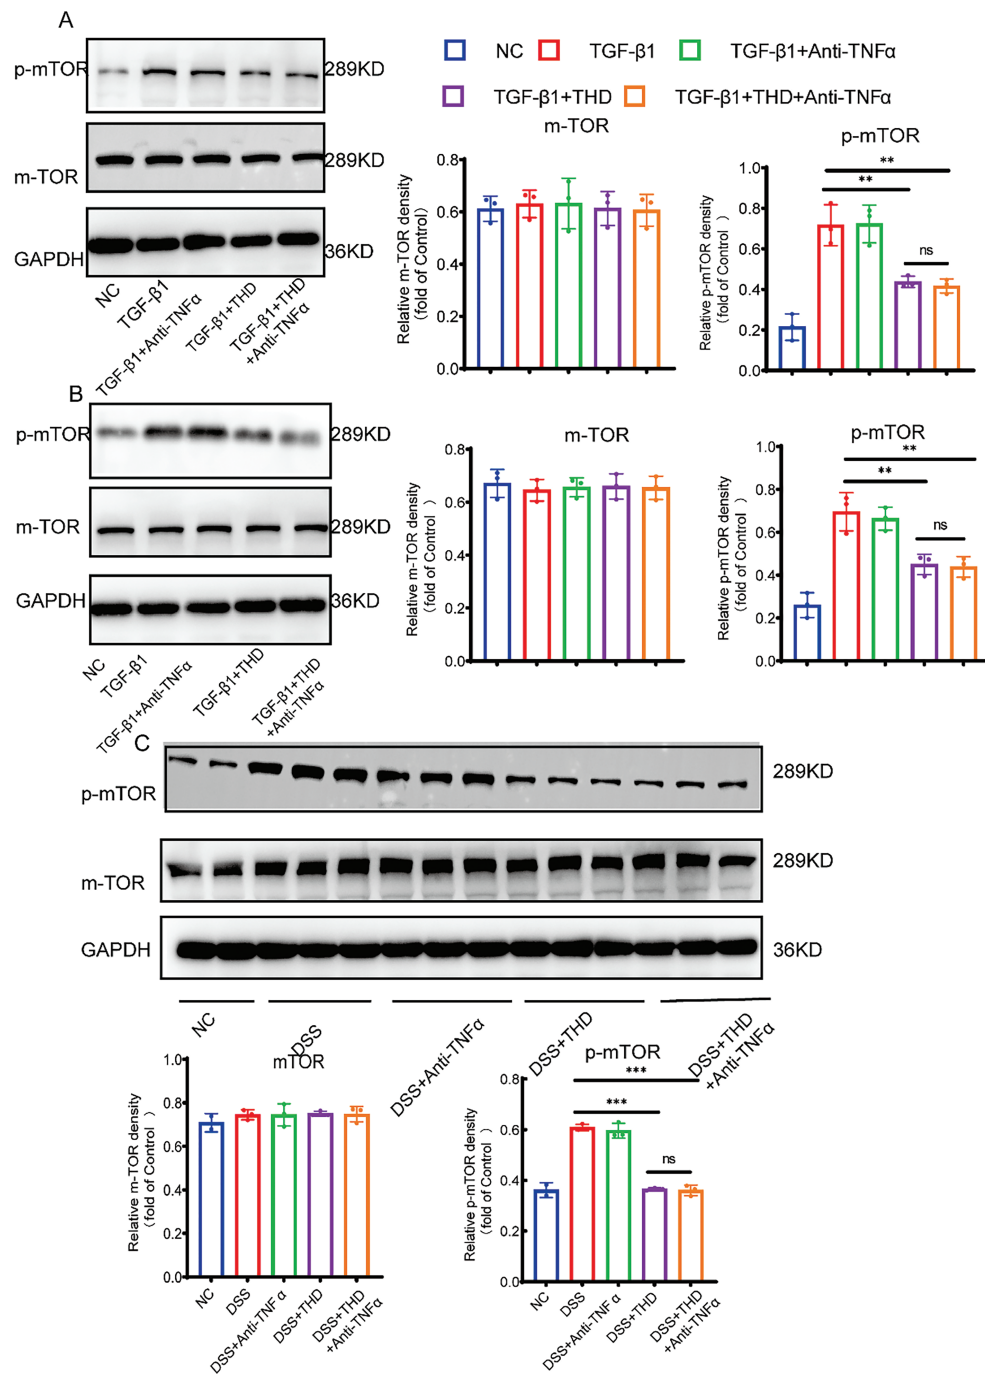 A
p-mTOR
289KD
m-TOR
289KD
GAPDH
36KD
NC
TGF-β1
TGF-β1+Anti-TNFα
TGF-β1+THD
TGF-β1+THD
+Anti-TNFα
NC
TGF-β1
TGF-β1+Anti-TNFα
TGF-β1+THD
TGF-β1+THD+Anti-TNFα
m-TOR
Relative m-TOR density
(fold of Control)
0.8
0.6
0.4
0.2
0.0
p-mTOR
Relative p-mTOR density
(fold of Control )
1.0
0.8
0.6
0.4
0.2
0.0
**
**
ns
B
p-mTOR
289KD
m-TOR
289KD
GAPDH
36KD
NC
TGF-β1
TGF-β1+Anti-TNFα
TGF-β1+THD
TGF-β1+THD
+Anti-TNFα
m-TOR
Relative m-TOR density
(fold of Control )
0.8
0.6
0.4
0.2
0.0
p-mTOR
Relative p-mTOR density
(fold of Control )
1.0
0.8
0.6
0.4
0.2
0.0
**
**
ns
C
p-mTOR
289KD
m-TOR
289KD
GAPDH
36KD
NC
DSS
DSS+Anti-TNFα
DSS+THD
DSS+THD
+Anti-TNFα
mTOR
Relative m-TOR density
(fold of Control )
1.0
0.8
0.6
0.4
0.2
0.0
NC
DSS
DSS+Anti-TNFα
DSS+THD
DSS+THD
+Anti-TNFα
p-mTOR
Relative p-mTOR density
(fold of Control )
0.8
0.6
0.4
0.2
0.0
***
***
ns
NC
DSS
DSS+Anti-TNFα
DSS+THD
DSS+THD
+Anti-TNFα